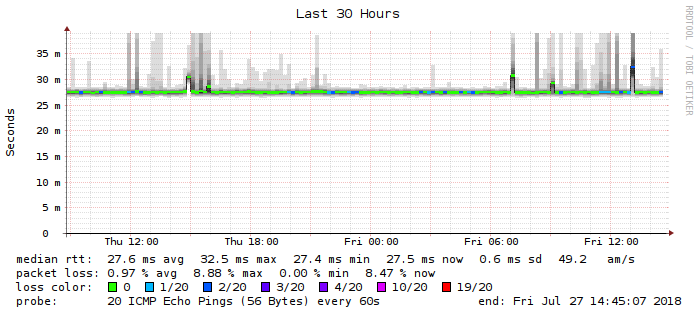 Last 30 Hours
RRDTOOL / TOBI OETIKER
Seconds
35 m
30 m
25 m
20 m
15 m
10 m
5 m
0
Thu 12:00 Thu 18:00 Fri 00:00 Fri 06:00 Fri 12:00
median rtt: 27.6 ms avg 32.5 ms max 27.4 ms min 27.5 ms now 0.6 ms sd 49.2 am/s
packet loss: 0.97 % avg 8.88 % max 0.00 % min 8.47 % now
loss color: 0 1/20 2/20 3/20 4/20 10/20 19/20
probe: 20 ICMP Echo Pings (56 Bytes) every 60s end: Fri Jul 27 14:45:07 2018